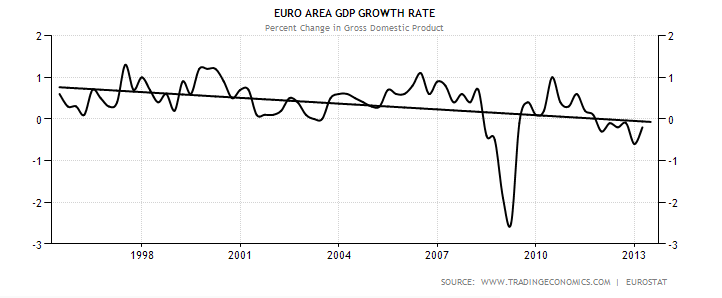 EURO AREA GDP GROWTH RATE
Percent Change in Gross Domestic Product
2 2
1 1
0 0
-1 -1
-2 -2
-3 -3
1998 2001 2004 2007 2010 2013
SOURCE: WWW.TRADINGECONOMICS.COM | EUROSTAT